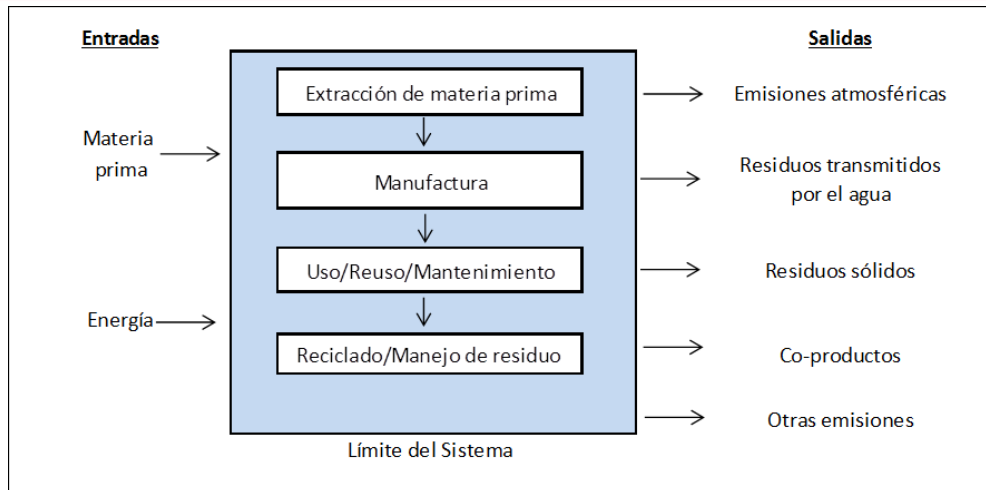 Entradas
Salidas
Extracción de materia prima
Emisiones atmosféricas
Materia
prima
Manufactura
Residuos transmitidos
por el agua
Uso/Reuso/Mantenimiento
Residuos sólidos
Energía
Reciclado/Manejo de residuo
Co-productos
Otras emisiones
Límite del Sistema